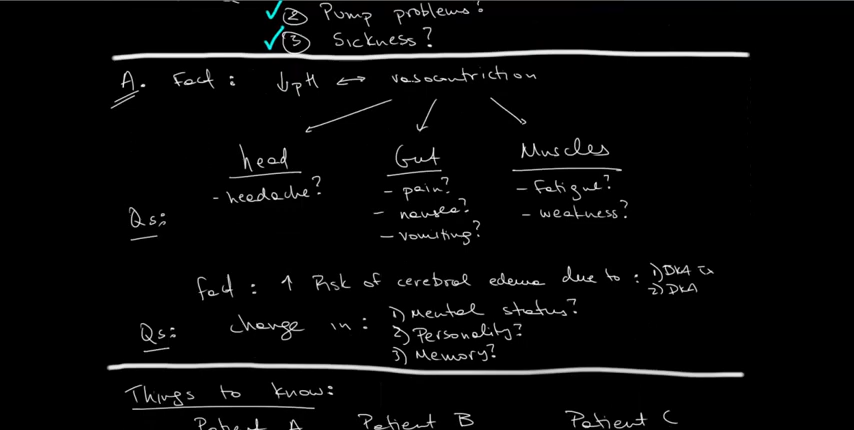 ② Pump problems?
③ Sickness?
A. Fact: ↓pH ↔ vasocontriction
head Gut Muscles
- headache? - pain? - Fatigue?
Qs: - nausea? - weakness?
- vomiting?
Fact: ↑ Risk of cerebral edema due to: 1) DKA tx
2) DKA
Qs: change in: 1) Mental status?
2) Personality?
3) Memory?
Things to know:
Patient A Patient B Patient C